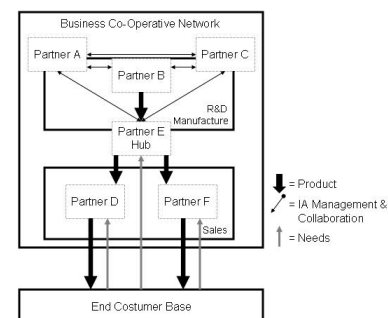 Business Co-Operative Network
Partner A
Partner C
Partner B
R&D
Manufacture
Partner E
Hub
Partner D
Partner F
Sales
= Product
= IA Management &
Collaboration
= Needs
End Costumer Base